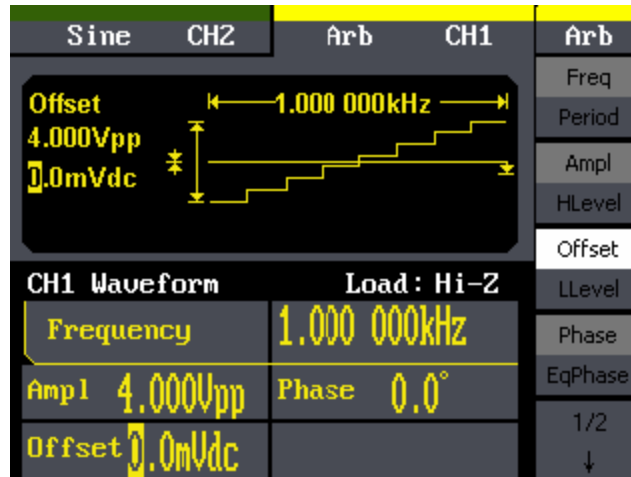 Sine CH2 Arb CH1 Arb
Offset
4.000Vpp
0.0mVdc
1.000 000kHz
CH1 Waveform Load: Hi-Z
Frequency 1.000 000kHz
Ampl 4.000Vpp Phase 0.0°
Offset 0.0mVdc
Freq
Period
Ampl
HLevel
Offset
LLevel
Phase
EqPhase
1/2
↓